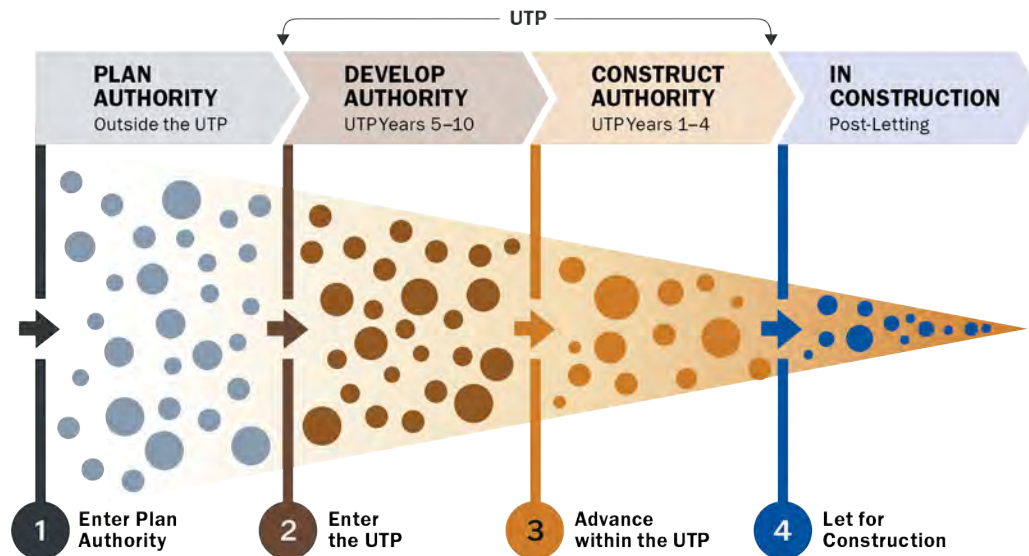 UTP
PLAN
AUTHORITY
Outside the UTP
DEVELOP
AUTHORITY
UTP Years 5–10
CONSTRUCT
AUTHORITY
UTP Years 1–4
IN
CONSTRUCTION
Post-Letting
1
Enter Plan
Authority
2
Enter
the UTP
3
Advance
within the UTP
4
Let for
Construction